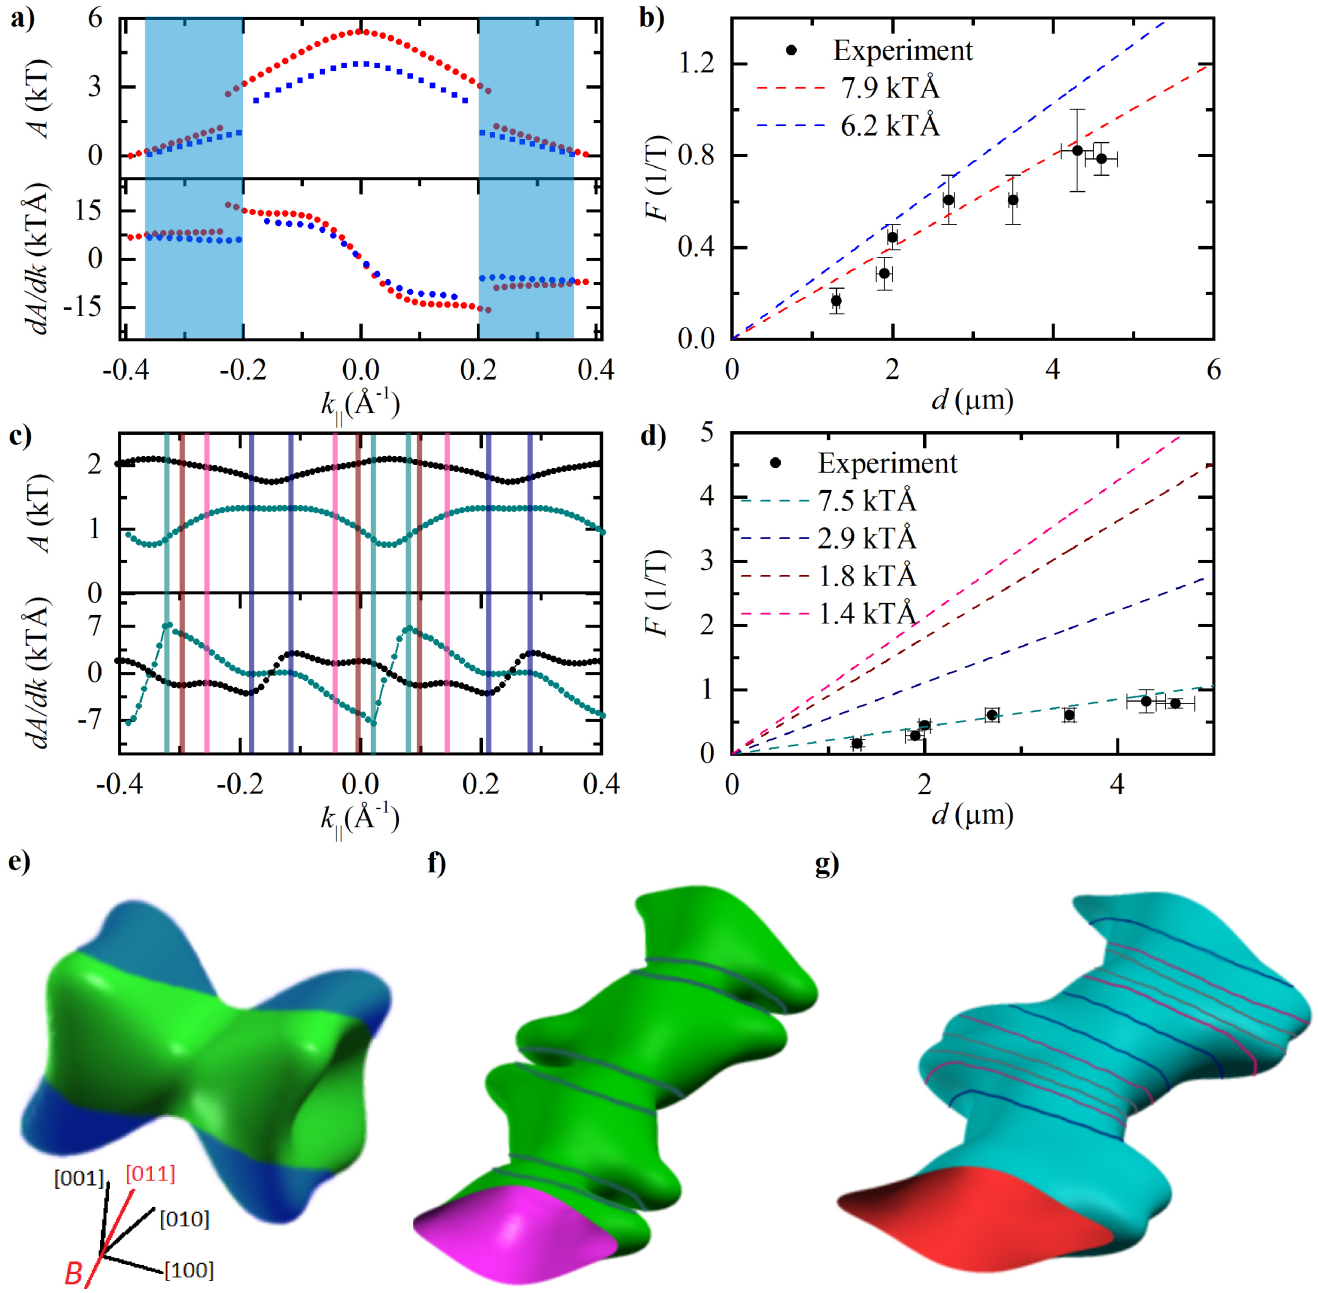 a)
6
3
0
A (kT)
15
0
-15
dA/dk (kTÅ)
-0.4 -0.2 0.0 0.2 0.4
k||(Å-1)
b)
Experiment
7.9 kTÅ
6.2 kTÅ
1.2
0.8
0.4
0.0
F (1/T)
0 2 4 6
d (μm)
c)
2
1
0
A (kT)
7
0
-7
dA/dk (kTÅ)
-0.4 -0.2 0.0 0.2 0.4
k||(Å-1)
d)
Experiment
7.5 kTÅ
2.9 kTÅ
1.8 kTÅ
1.4 kTÅ
5
4
3
2
1
0
F (1/T)
0 2 4
d (μm)
e)
[001] [011]
[010]
[100]
B
f)
g)